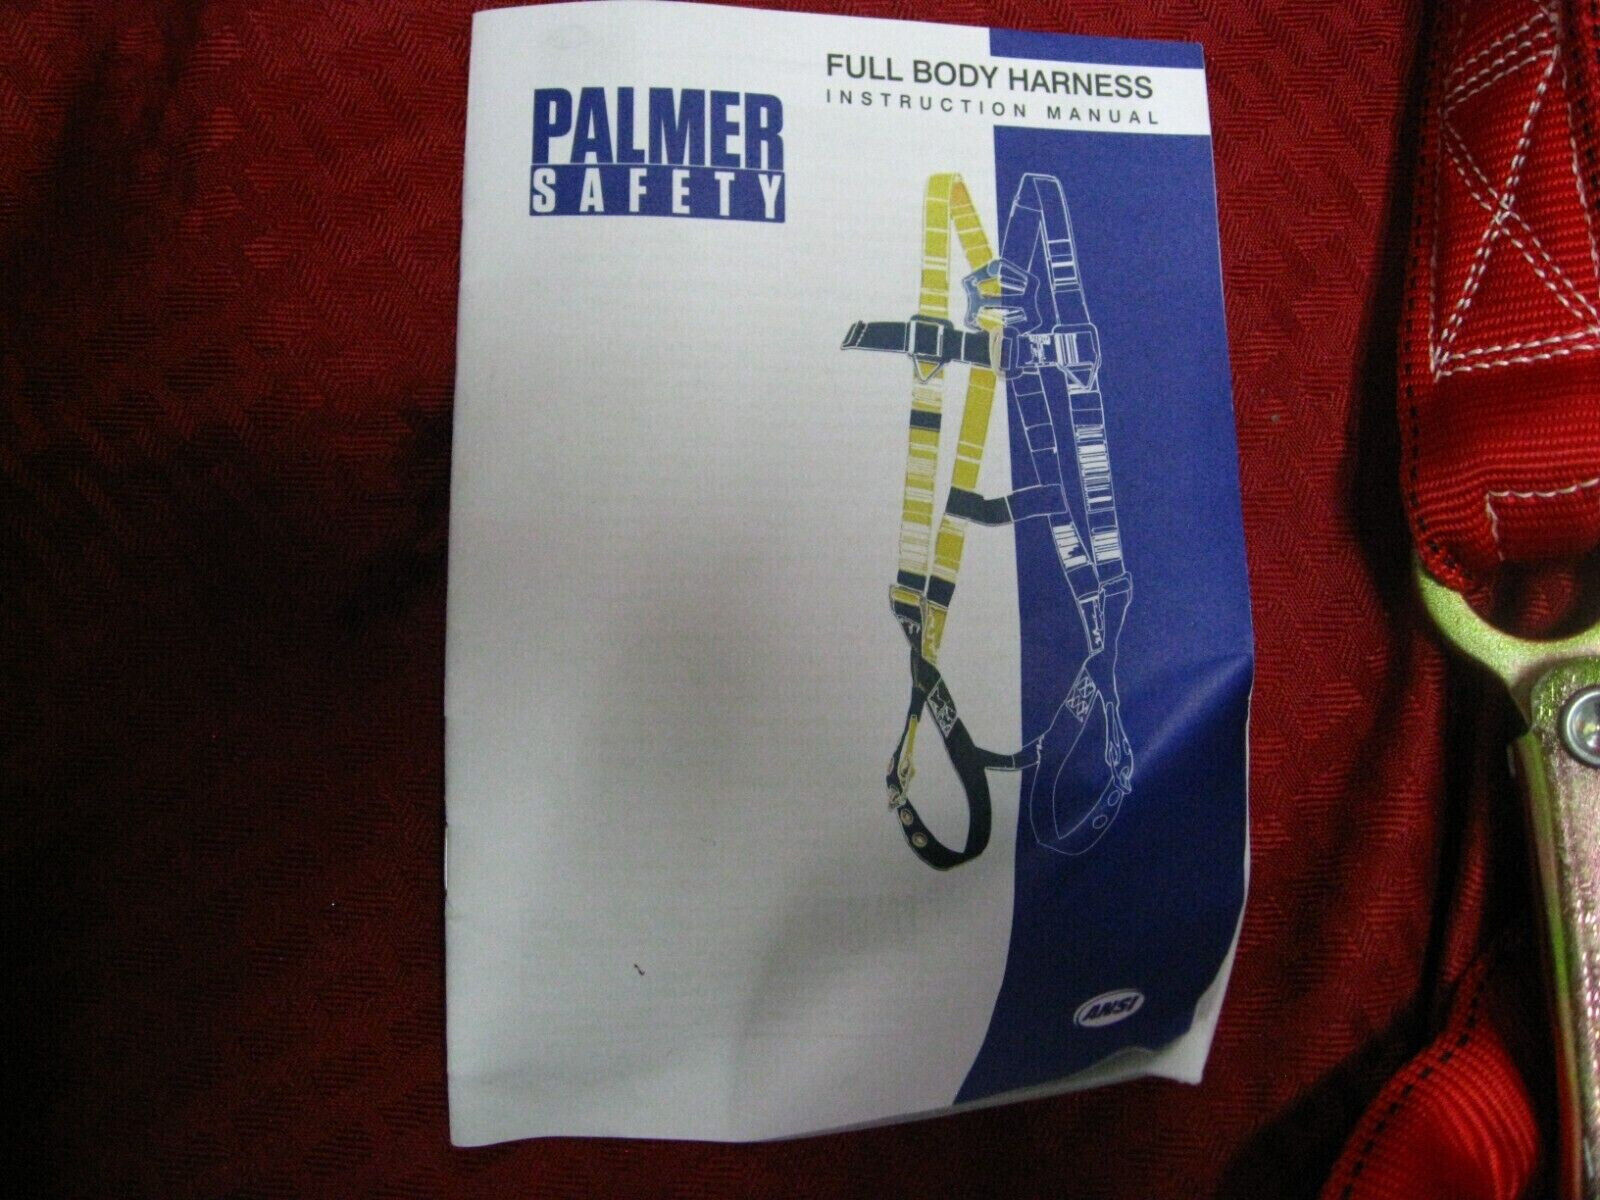 FULL BODY HARNESS
INSTRUCTION MANUAL
PALMER
SAFETY
ANSI